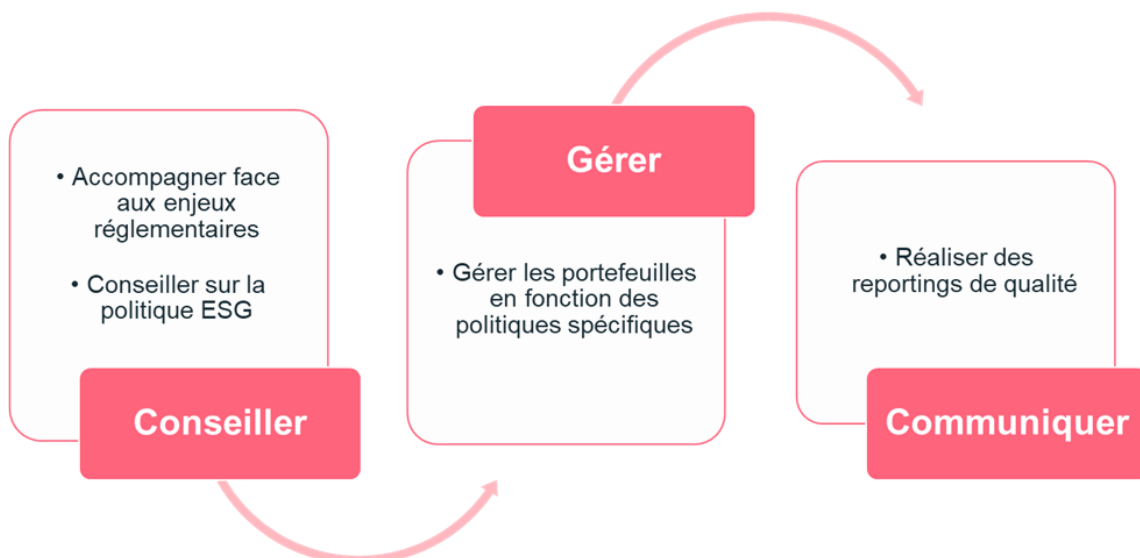 • Accompagner face
aux enjeux
réglementaires
• Conseiller sur la
politique ESG
Conseiller
Gérer
• Gérer les portefeuilles
en fonction des
politiques spécifiques
• Réaliser des
reportings de qualité
Communiquer